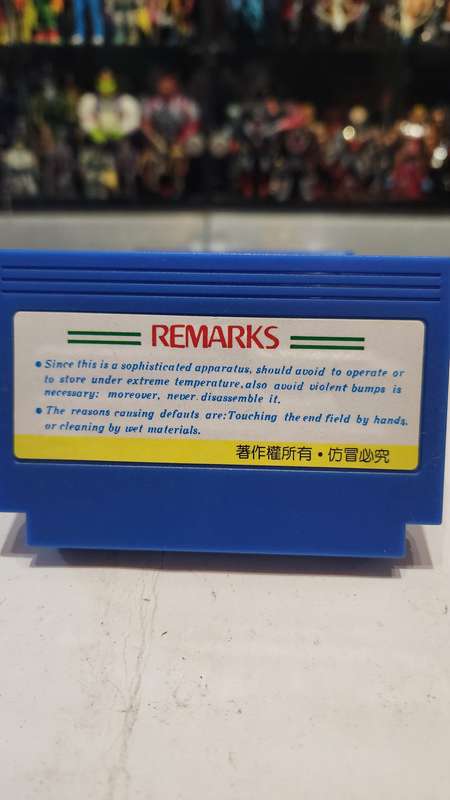 REMARKS
• Since this is a sophisticated apparatus, should avoid to operate or
to store under extreme temperature, also avoid violent bumps is
necessary: moreover, never disassemble it.
• The reasons causing defaults are: Touching the end field by hands,
or cleaning by wet materials.
著作權所有・仿冒必究